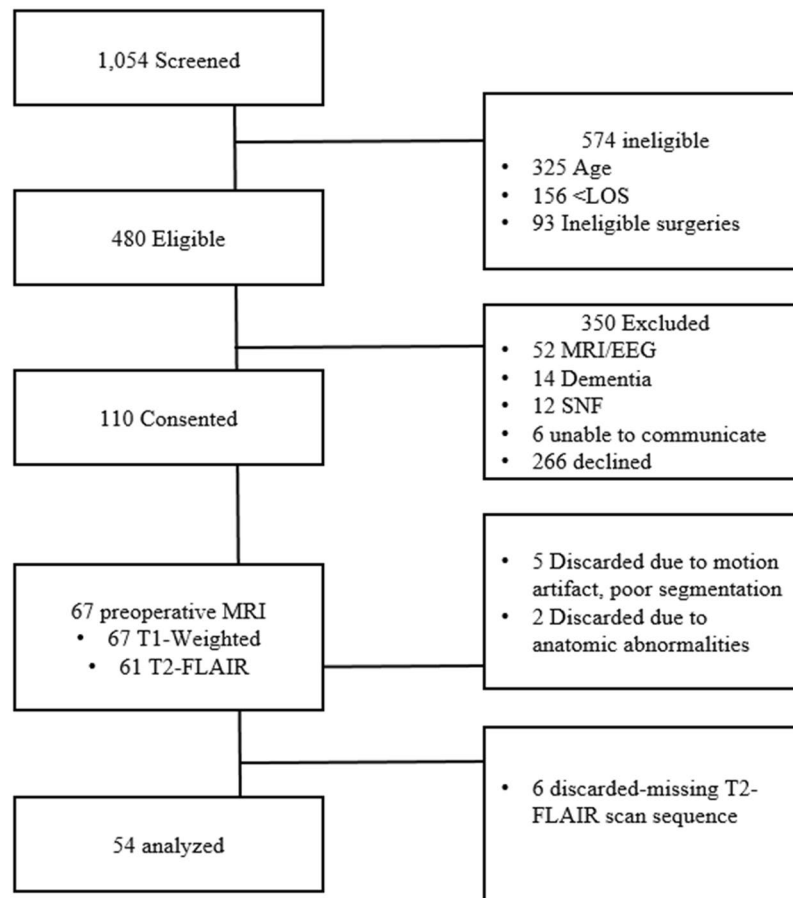 1,054 Screened
574 ineligible
• 325 Age
• 156 <LOS
• 93 Ineligible surgeries
480 Eligible
350 Excluded
• 52 MRI/EEG
• 14 Dementia
• 12 SNF
• 6 unable to communicate
• 266 declined
110 Consented
• 5 Discarded due to motion
artifact, poor segmentation
• 2 Discarded due to
anatomic abnormalities
67 preoperative MRI
• 67 T1-Weighted
• 61 T2-FLAIR
• 6 discarded-missing T2-
FLAIR scan sequence
54 analyzed